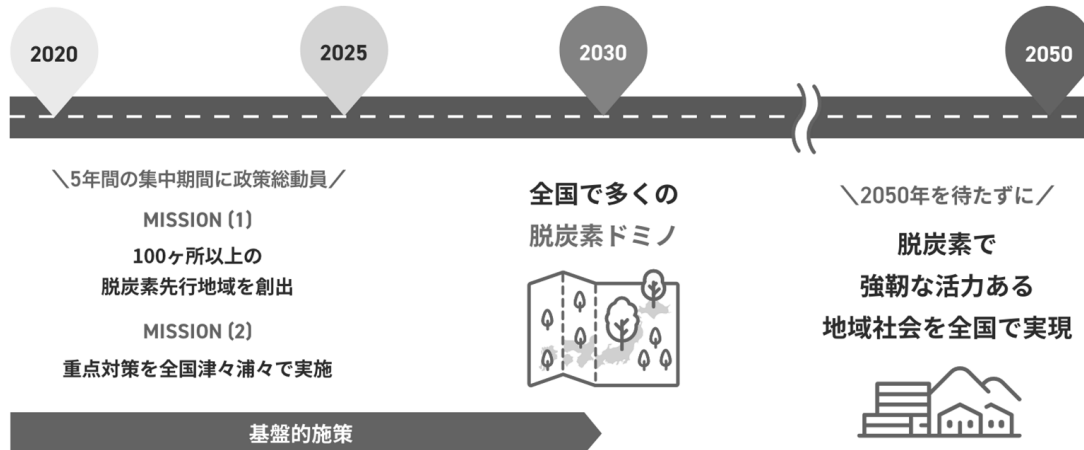 2020
2025
2030
2050
＼5年間の集中期間に政策総動員／
MISSION (1)
100ヶ所以上の
脱炭素先行地域を創出
MISSION (2)
重点対策を全国津々浦々で実施
基盤的施策
全国で多くの
脱炭素ドミノ
＼2050年を待たずに／
脱炭素で
強靭な活力ある
地域社会を全国で実現